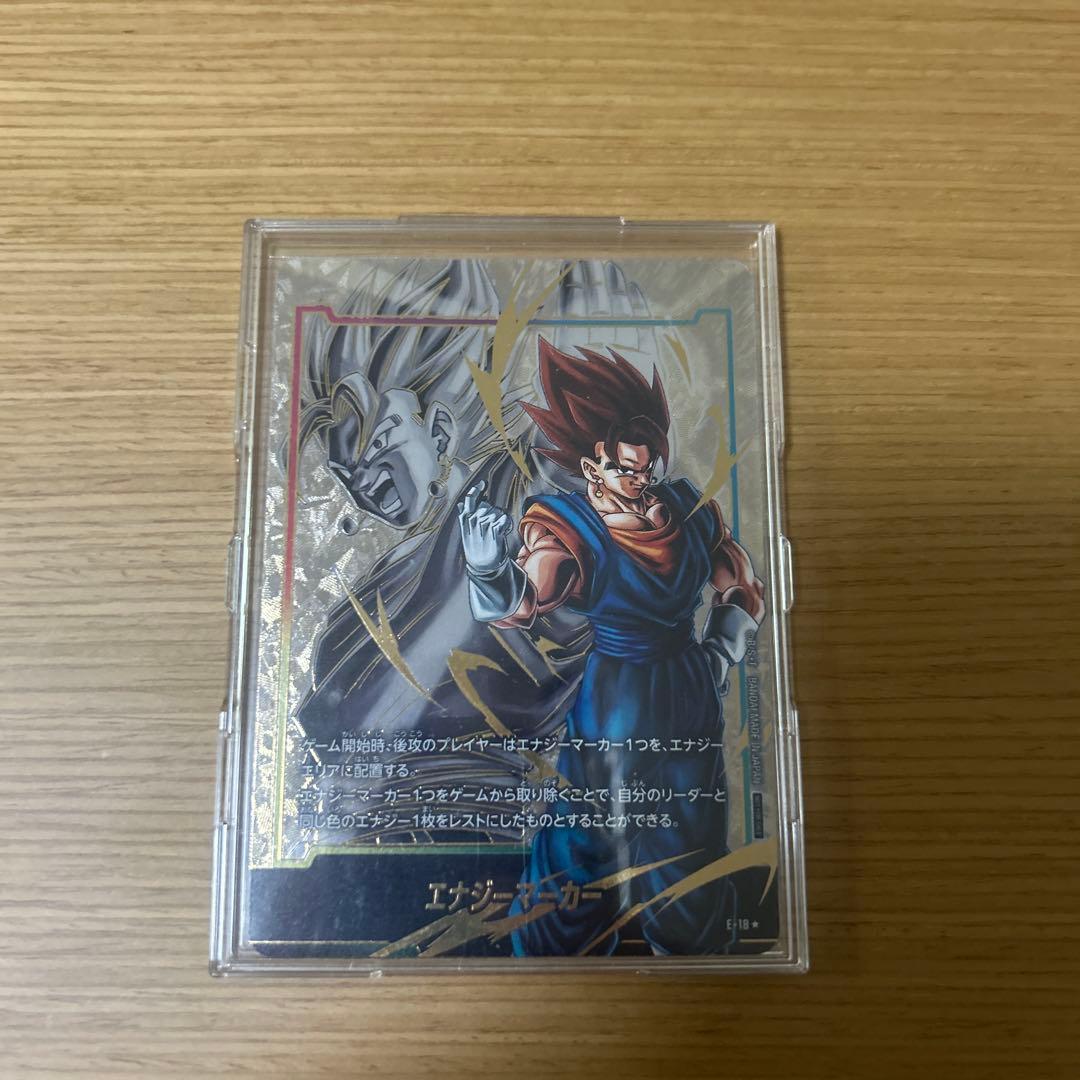 ゲーム開始時、後攻のプレイヤーはエナジーマーカー1つを、エナジー
エリアに配置する。
エナジーマーカー1つをゲームから取り除くことで、自分のリーダーと
同じ色のエナジー1枚をレストにしたものとすることができる。
エナジーマーカー
E-18★
©B.S./T BANDAI MADE IN JAPAN